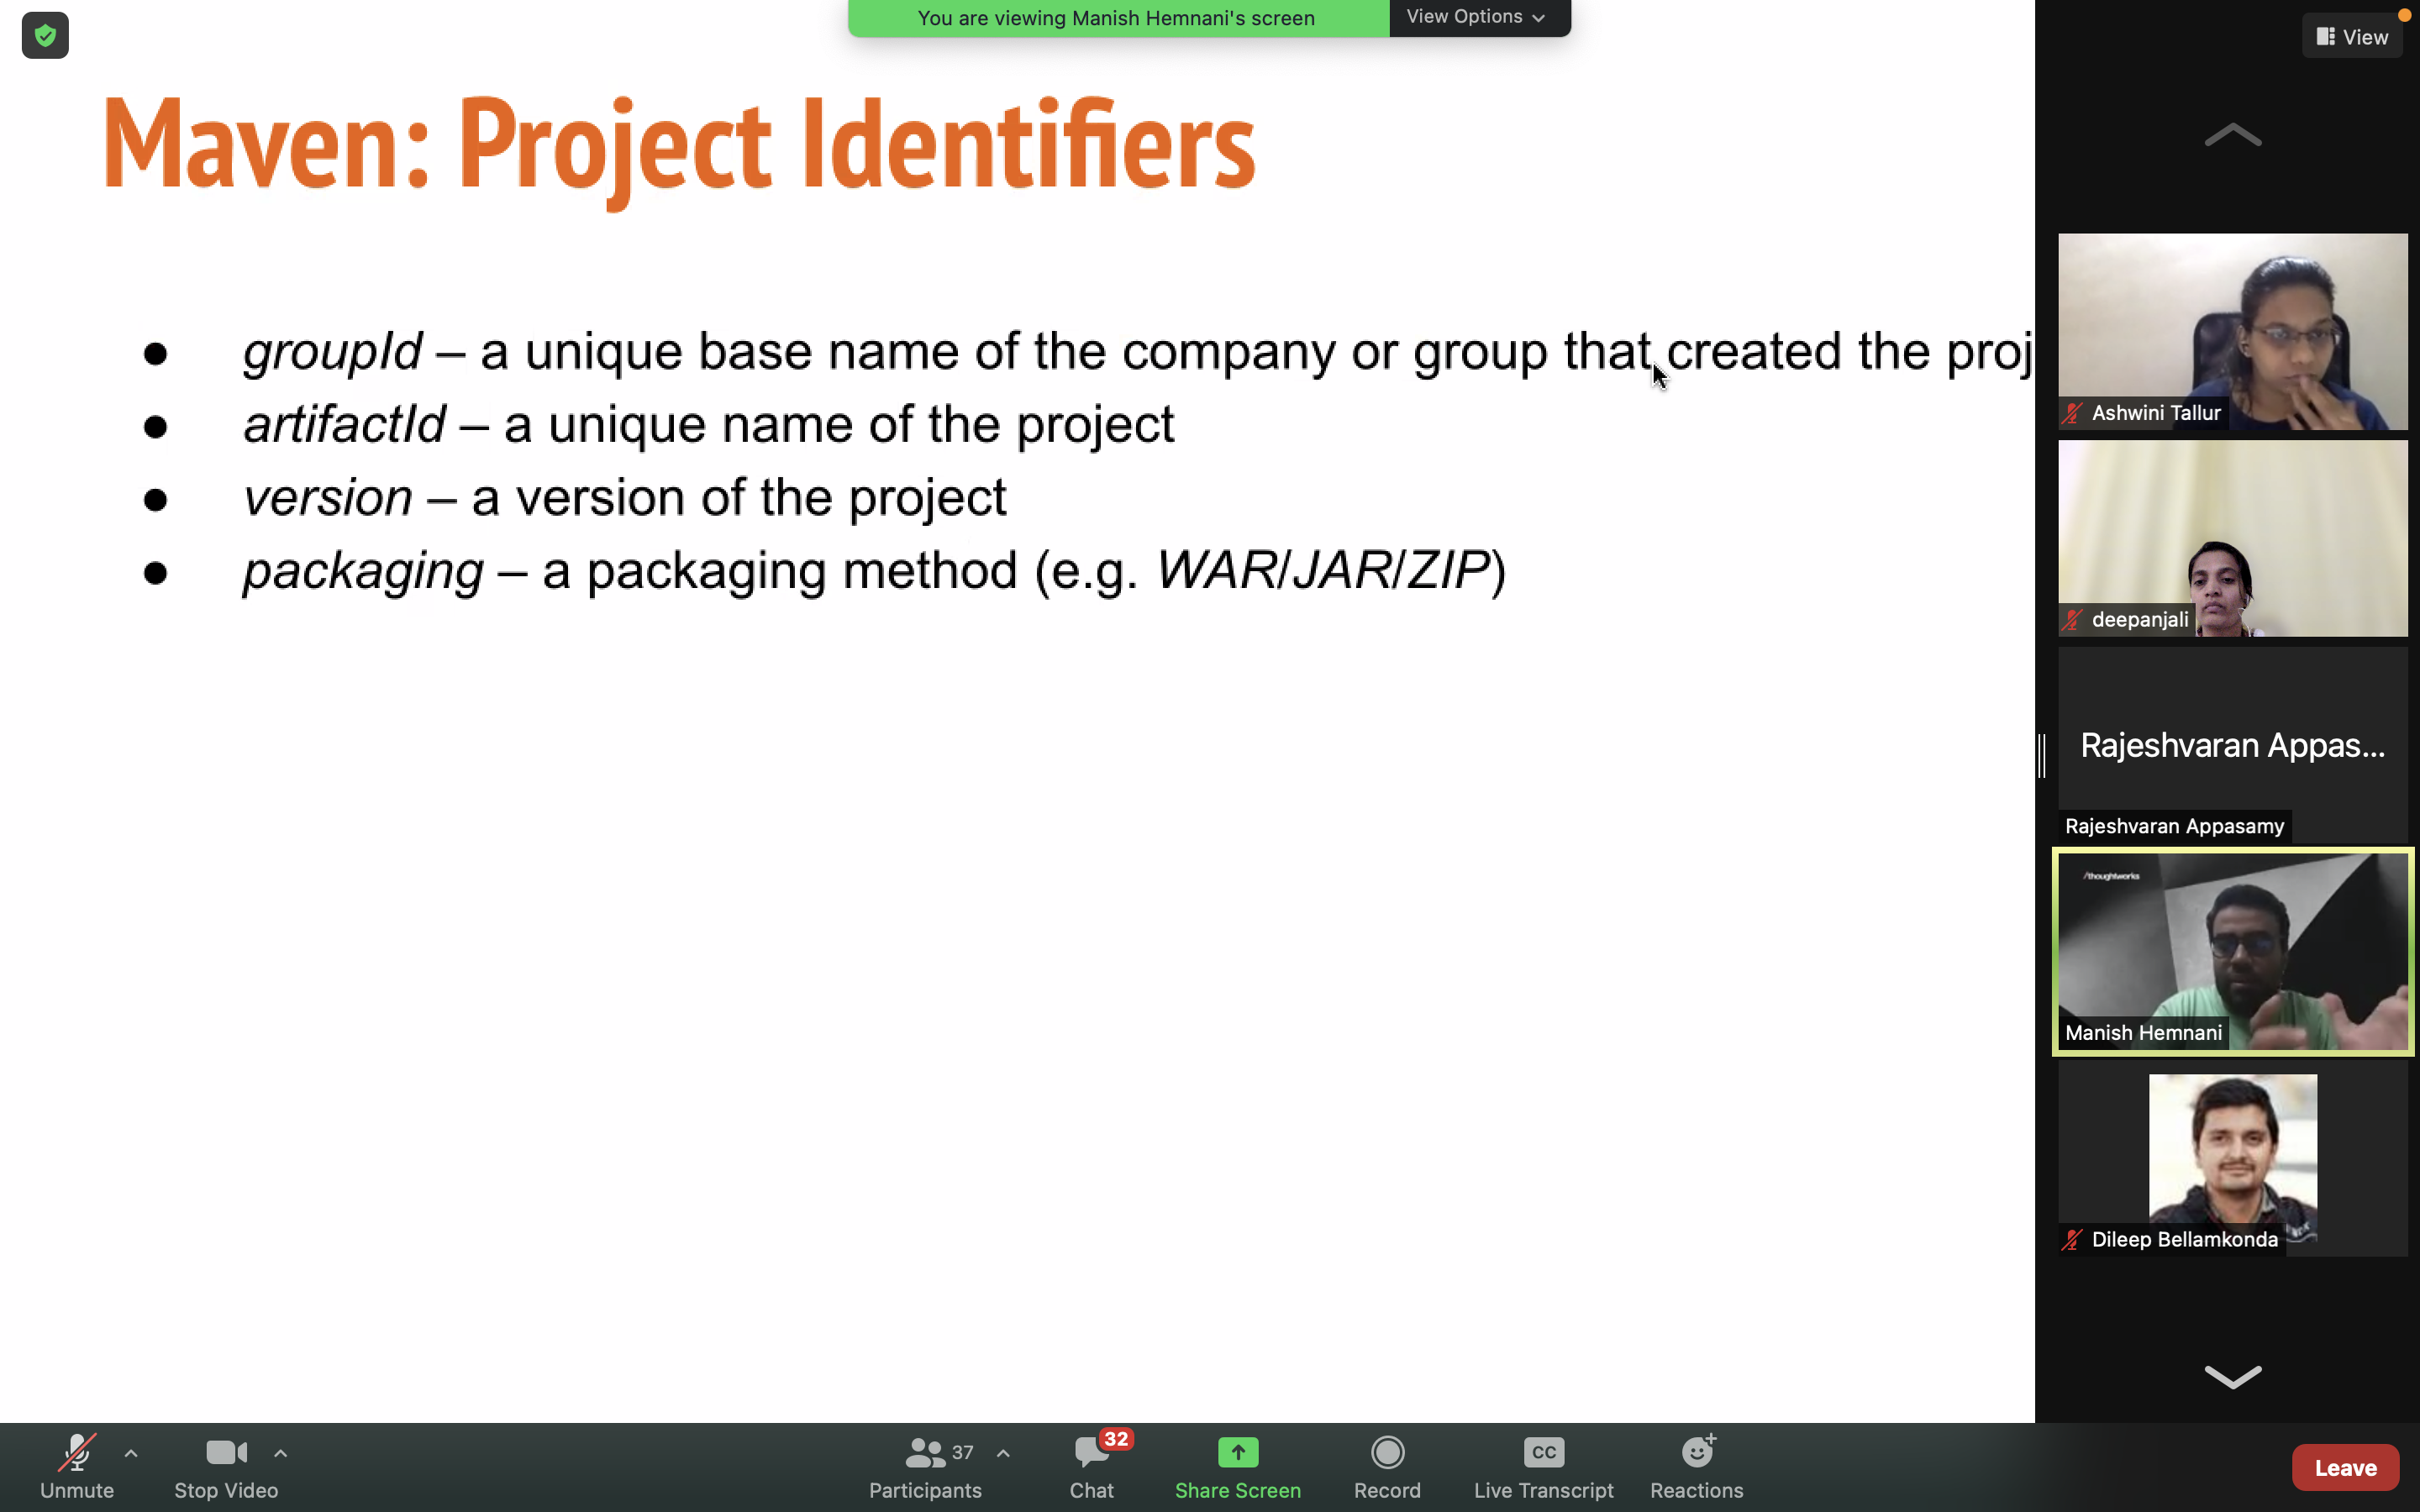 You are viewing Manish Hemnani's screen
View Options
View
Maven: Project Identifiers
● groupId – a unique base name of the company or group that created the proj
● artifactId – a unique name of the project
● version – a version of the project
● packaging – a packaging method (e.g. WAR/JAR/ZIP)
Ashwini Tallur
deepanjali
Rajeshvaran Appas...
Rajeshvaran Appasamy
/thoughtworks
Manish Hemnani
Dileep Bellamkonda
Unmute
Stop Video
Participants
37
Chat
32
Share Screen
Record
CC
Live Transcript
Reactions
Leave